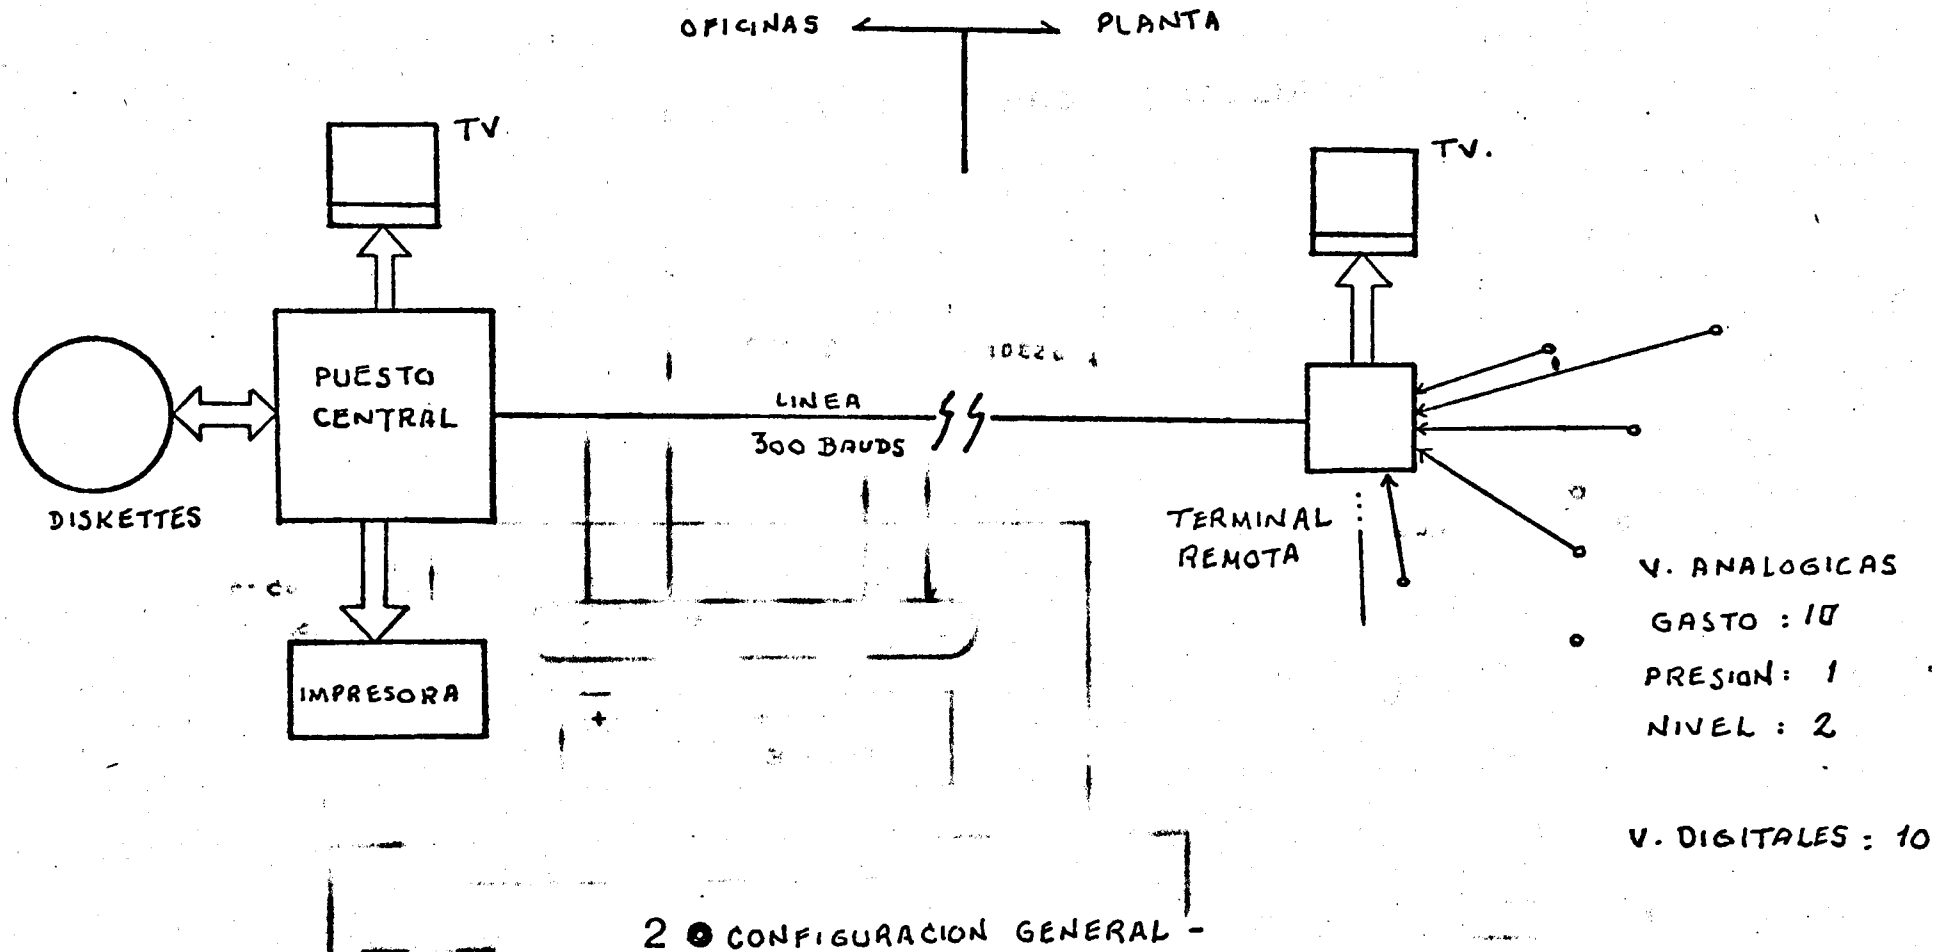 OFICINAS PLANTA
TV.
TV.
PUESTO
CENTRAL
LINEA
300 BAUDS
DISKETTES
TERMINAL
REMOTA
IMPRESORA
V. ANALOGICAS
GASTO : 10
PRESION: 1
NIVEL : 2
V. DIGITALES : 10
2 CONFIGURACION GENERAL -